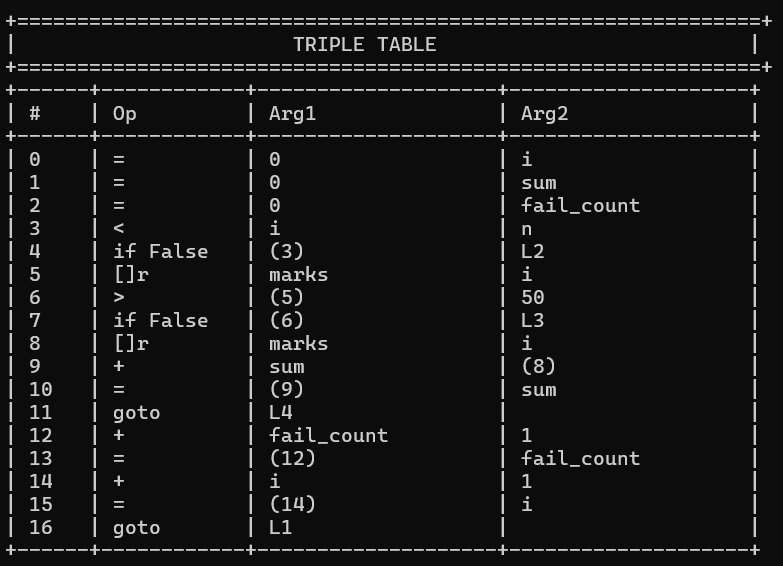 TRIPLE TABLE
# | Op | Arg1 | Arg2
0 | = | 0 | i
1 | = | 0 | sum
2 | = | 0 | fail_count
3 | < | i | n
4 | if False | (3) | L2
5 | []r | marks | i
6 | > | (5) | 50
7 | if False | (6) | L3
8 | []r | marks | i
9 | + | sum | (8)
10 | = | (9) | sum
11 | goto | L4 |
12 | + | fail_count | 1
13 | = | (12) | fail_count
14 | + | i | 1
15 | = | (14) | i
16 | goto | L1 |